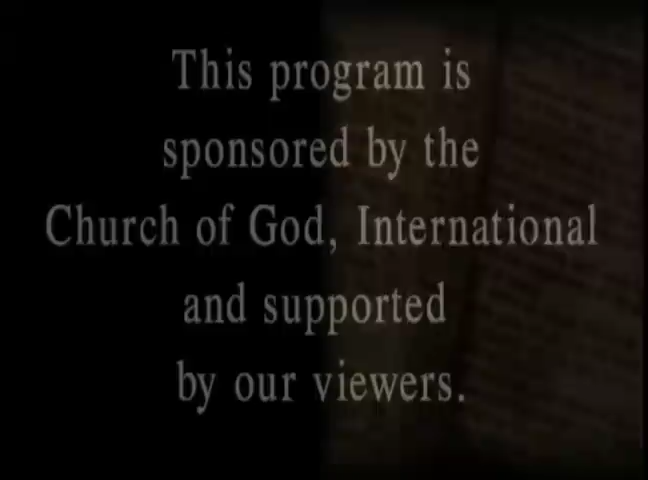 This program is
sponsored by the
Church of God, International
and supported
by our viewers.